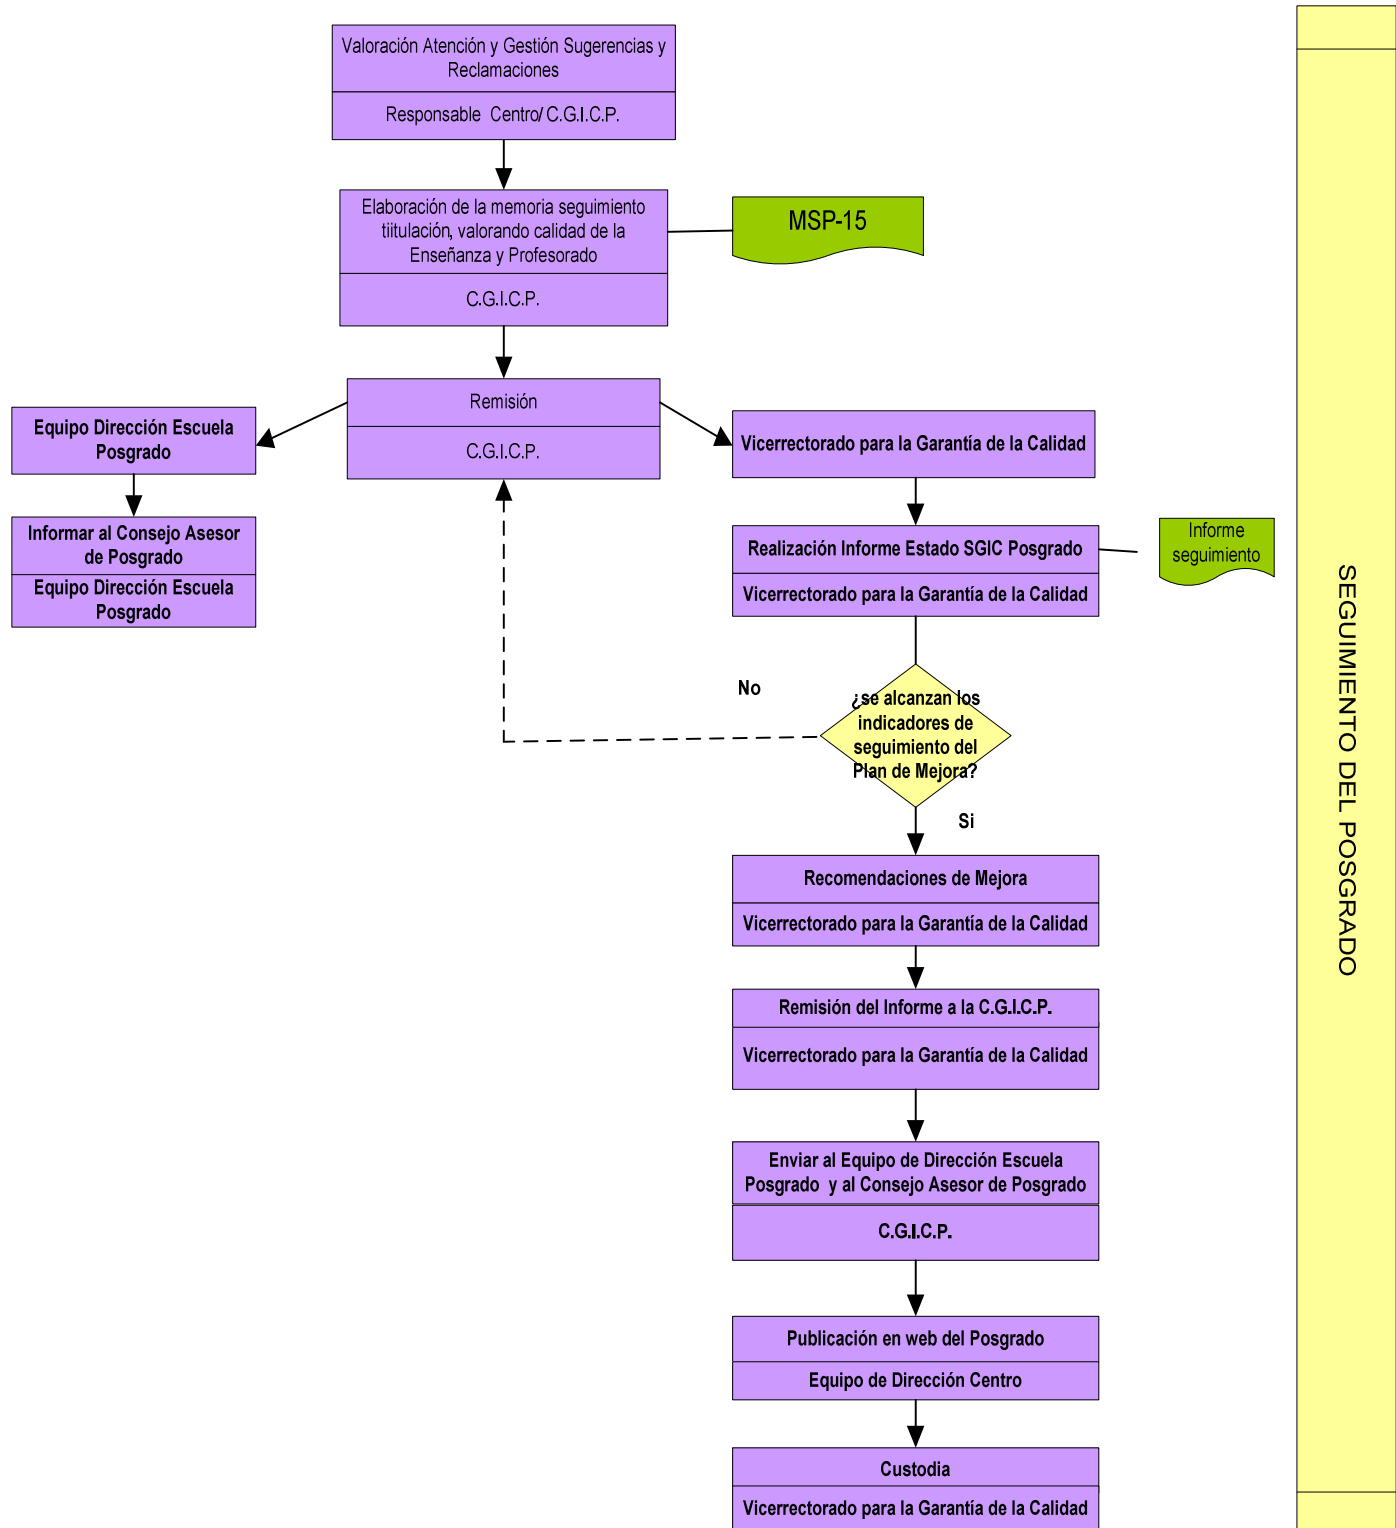 Valoración Atención y Gestión Sugerencias y
Reclamaciones
Responsable Centro/ C.G.I.C.P.
Elaboración de la memoria seguimiento
tiitulación, valorando calidad de la
Enseñanza y Profesorado
C.G.I.C.P.
MSP-15
Remisión
C.G.I.C.P.
Equipo Dirección Escuela
Posgrado
Informar al Consejo Asesor
de Posgrado
Equipo Dirección Escuela
Posgrado
Vicerrectorado para la Garantía de la Calidad
Realización Informe Estado SGIC Posgrado
Vicerrectorado para la Garantía de la Calidad
Informe
seguimiento
No
¿se alcanzan los
indicadores de
seguimiento del
Plan de Mejora?
Si
Recomendaciones de Mejora
Vicerrectorado para la Garantía de la Calidad
Remisión del Informe a la C.G.I.C.P.
Vicerrectorado para la Garantía de la Calidad
Enviar al Equipo de Dirección Escuela
Posgrado y al Consejo Asesor de Posgrado
C.G.I.C.P.
Publicación en web del Posgrado
Equipo de Dirección Centro
Custodia
Vicerrectorado para la Garantía de la Calidad
SEGUIMIENTO DEL POSGRADO